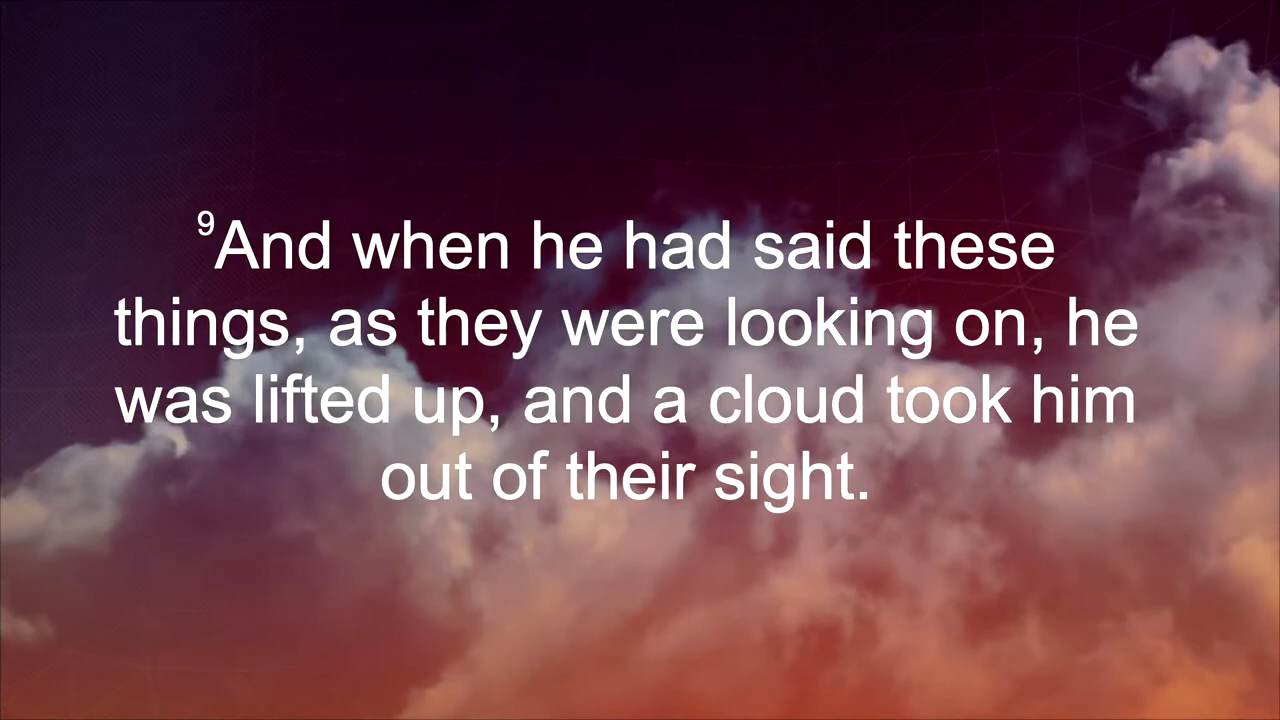 9And when he had said these
things, as they were looking on, he
was lifted up, and a cloud took him
out of their sight.